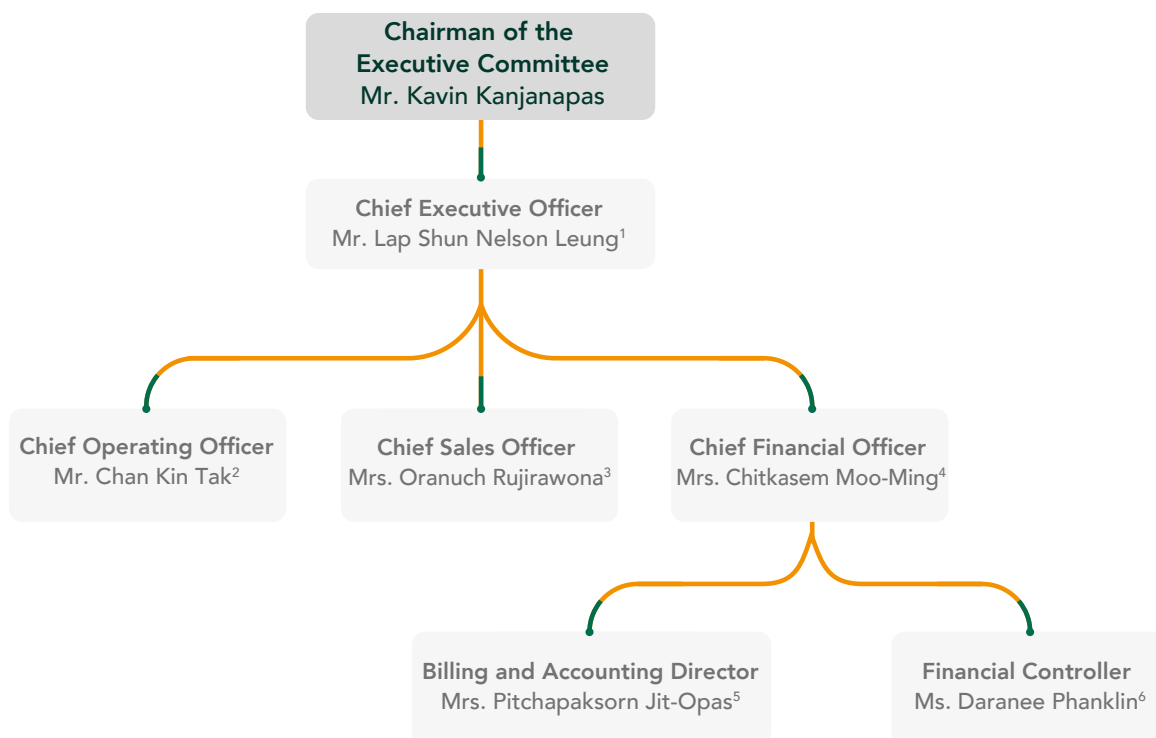 Chairman of the
Executive Committee
Mr. Kavin Kanjanapas
Chief Executive Officer
Mr. Lap Shun Nelson Leung¹
Chief Operating Officer
Mr. Chan Kin Tak²
Chief Sales Officer
Mrs. Oranuch Rujirawona³
Chief Financial Officer
Mrs. Chitkasem Moo-Ming⁴
Billing and Accounting Director
Mrs. Pitchapaksorn Jit-Opas⁵
Financial Controller
Ms. Daranee Phanklin⁶